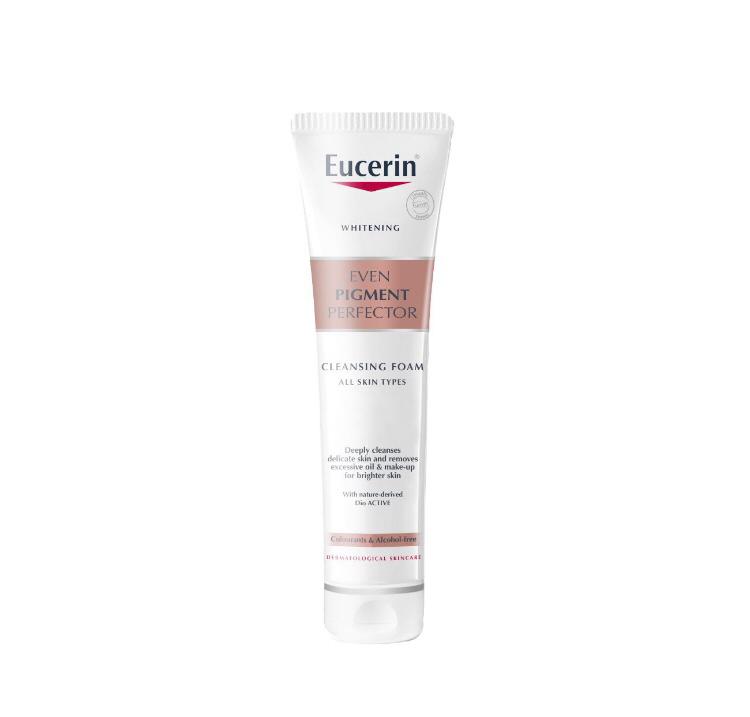 Eucerin®
WHITENING
EVEN
PIGMENT
PERFECTOR
CLEANSING FOAM
ALL SKIN TYPES
Deeply cleanses
delicate skin and removes
excessive oil & make-up
for brighter skin
With nature-derived
Dio ACTIVE
Colourants & Alcohol-free
DERMATOLOGICAL SKINCARE